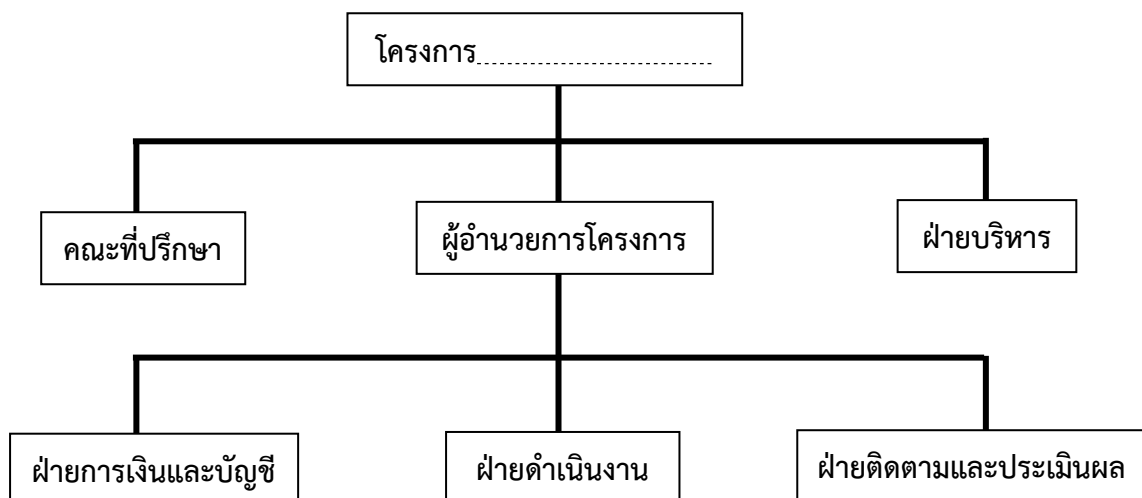 โครงการ............................
คณะที่ปรึกษา
ผู้อำนวยการโครงการ
ฝ่ายบริหาร
ฝ่ายการเงินและบัญชี
ฝ่ายดำเนินงาน
ฝ่ายติดตามและประเมินผล